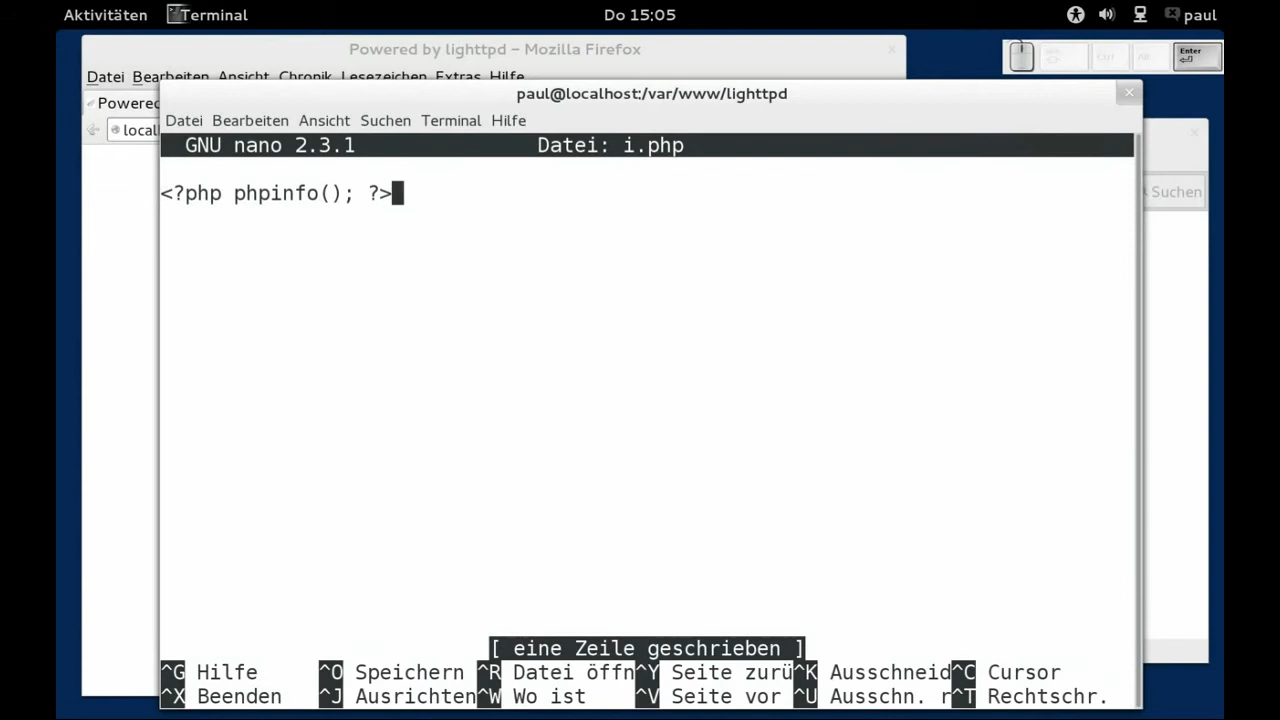 Aktivitäten Terminal Do 15:05 paul
Powered by lighttpd - Mozilla Firefox
Enter
Datei Bearbeiten Ansicht Chronik Lesezeichen Extras Hilfe
Powered
paul@localhost:/var/www/lighttpd
local
Datei Bearbeiten Ansicht Suchen Terminal Hilfe
GNU nano 2.3.1 Datei: i.php
<?php phpinfo(); ?>
Suchen
[ eine Zeile geschrieben ]
^G Hilfe ^O Speichern ^R Datei öffn^Y Seite zurü^K Ausschneid^C Cursor
^X Beenden ^J Ausrichten^W Wo ist ^V Seite vor ^U Ausschn. r^T Rechtschr.